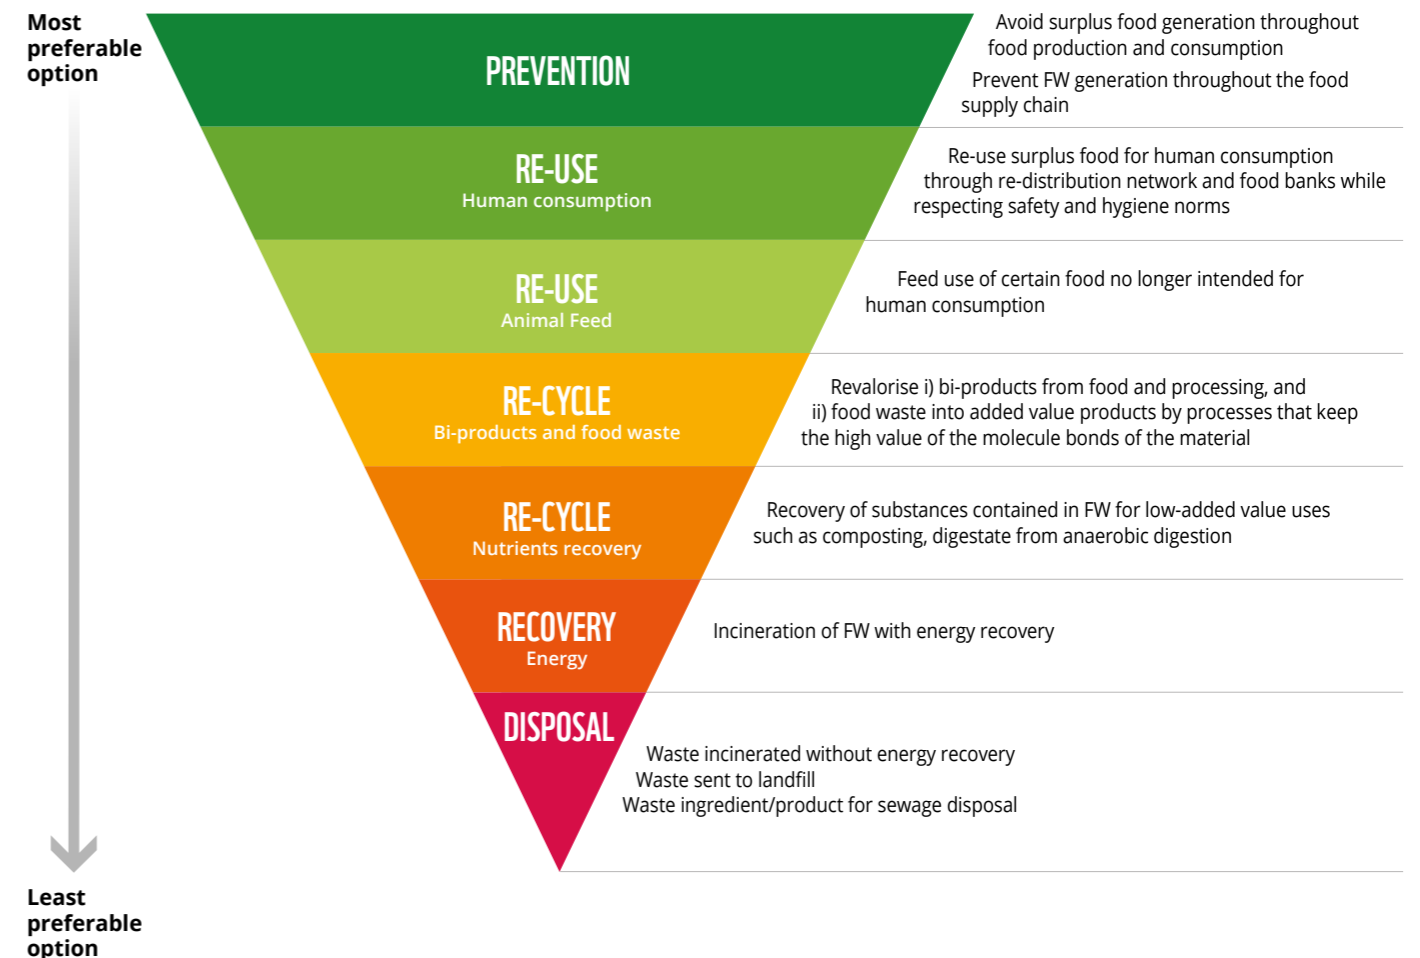 Most
preferable
option
PREVENTION
Avoid surplus food generation throughout
food production and consumption
Prevent FW generation throughout the food
supply chain
RE-USE
Human consumption
Re-use surplus food for human consumption
through re-distribution network and food banks while
respecting safety and hygiene norms
RE-USE
Animal Feed
Feed use of certain food no longer intended for
human consumption
RE-CYCLE
Bi-products and food waste
Revalorise i) bi-products from food and processing, and
ii) food waste into added value products by processes that keep
the high value of the molecule bonds of the material
RE-CYCLE
Nutrients recovery
Recovery of substances contained in FW for low-added value uses
such as composting, digestate from anaerobic digestion
RECOVERY
Energy
Incineration of FW with energy recovery
DISPOSAL
Waste incinerated without energy recovery
Waste sent to landfill
Waste ingredient/product for sewage disposal
Least
preferable
option